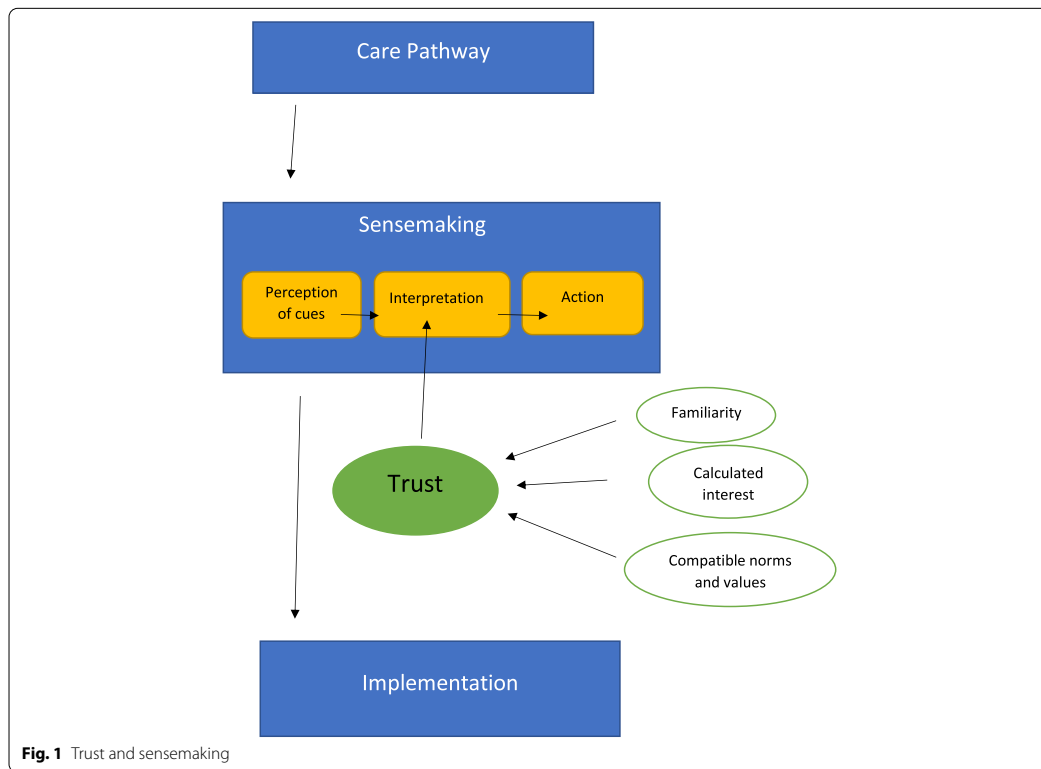 Care Pathway
Sensemaking
Perception
of cues
Interpretation
Action
Familiarity
Trust
Calculated
interest
Compatible norms
and values
Implementation
Fig. 1 Trust and sensemaking